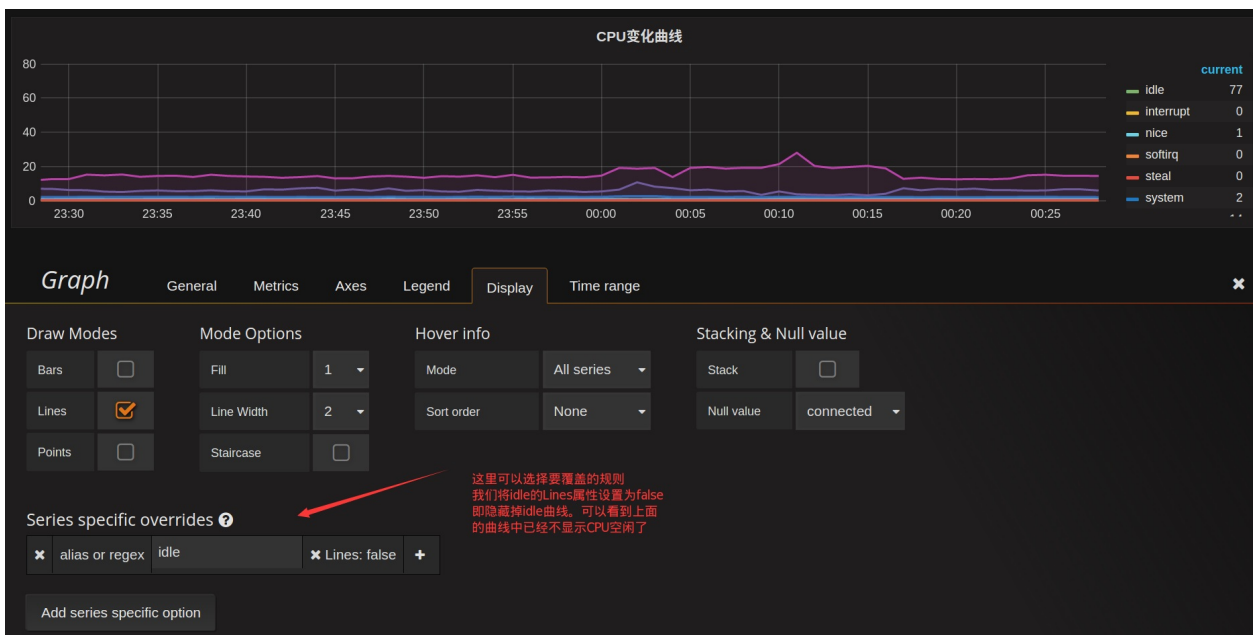 CPU变化曲线
80
60
40
20
0
23:30 23:35 23:40 23:45 23:50 23:55 00:00 00:05 00:10 00:15 00:20 00:25
current
idle 77
interrupt 0
nice 1
softirq 0
steal 0
system 2
Graph General Metrics Axes Legend Display Time range
Draw Modes Mode Options Hover info Stacking & Null value
Bars Fill 1 Mode All series Stack
Lines Line Width 2 Sort order None Null value connected
Points Staircase
这里可以选择要覆盖的规则
我们将idle的Lines属性设置为false
即隐藏掉idle曲线。可以看到上面
的曲线中已经不显示CPU空闲了
Series specific overrides
alias or regex idle Lines: false +
Add series specific option